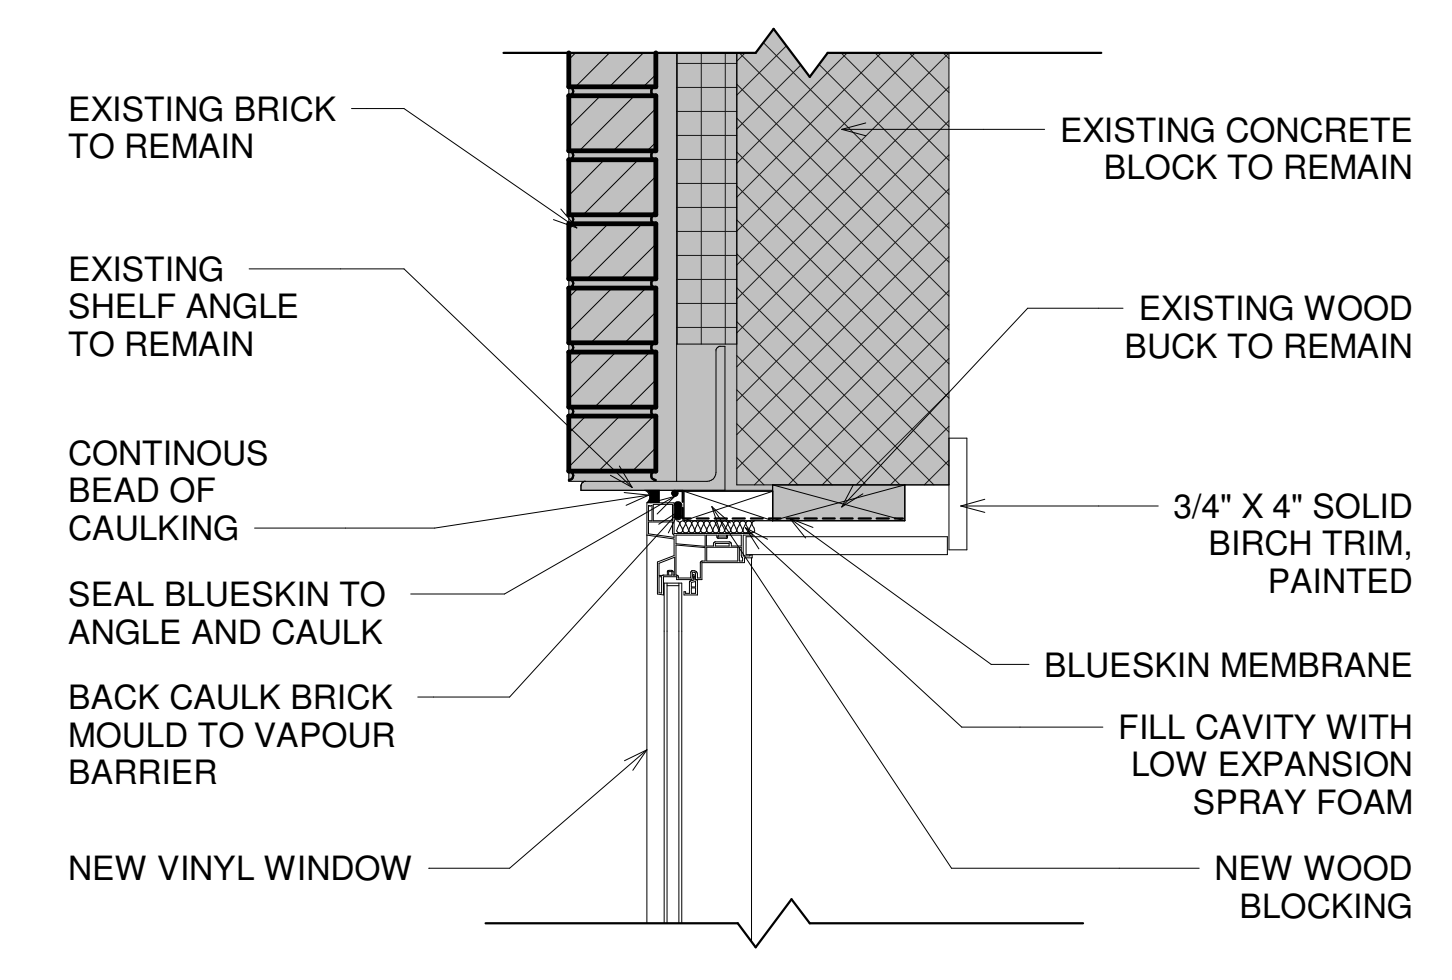 EXISTING BRICK
TO REMAIN
EXISTING
SHELF ANGLE
TO REMAIN
CONTINOUS
BEAD OF
CAULKING
SEAL BLUESKIN TO
ANGLE AND CAULK
BACK CAULK BRICK
MOULD TO VAPOUR
BARRIER
NEW VINYL WINDOW
EXISTING CONCRETE
BLOCK TO REMAIN
EXISTING WOOD
BUCK TO REMAIN
3/4" X 4" SOLID
BIRCH TRIM,
PAINTED
BLUESKIN MEMBRANE
FILL CAVITY WITH
LOW EXPANSION
SPRAY FOAM
NEW WOOD
BLOCKING